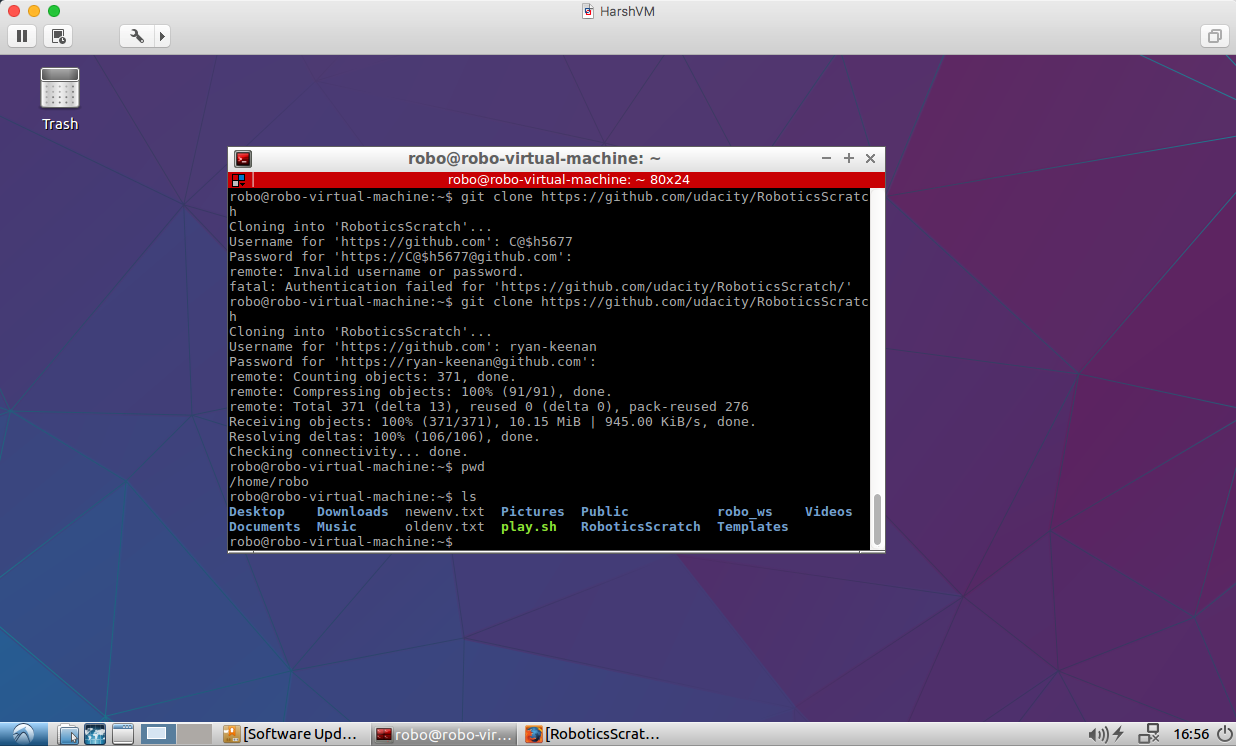 HarshVM
Trash
robo@robo-virtual-machine: ~
robo@robo-virtual-machine: ~ 80x24
robo@robo-virtual-machine:~$ git clone https://github.com/udacity/RoboticsScratc
h
Cloning into 'RoboticsScratch'...
Username for 'https://github.com': C@$h5677
Password for 'https://C@$h5677@github.com':
remote: Invalid username or password.
fatal: Authentication failed for 'https://github.com/udacity/RoboticsScratch/'
robo@robo-virtual-machine:~$ git clone https://github.com/udacity/RoboticsScratc
h
Cloning into 'RoboticsScratch'...
Username for 'https://github.com': ryan-keenan
Password for 'https://ryan-keenan@github.com':
remote: Counting objects: 371, done.
remote: Compressing objects: 100% (91/91), done.
remote: Total 371 (delta 13), reused 0 (delta 0), pack-reused 276
Receiving objects: 100% (371/371), 10.15 MiB | 945.00 KiB/s, done.
Resolving deltas: 100% (106/106), done.
Checking connectivity... done.
robo@robo-virtual-machine:~$ pwd
/home/robo
robo@robo-virtual-machine:~$ ls
Desktop Downloads newenv.txt Pictures Public robo_ws Videos
Documents Music oldenv.txt play.sh RoboticsScratch Templates
robo@robo-virtual-machine:~$
[Software Upd... robo@robo-vir... [RoboticsScrat... 16:56